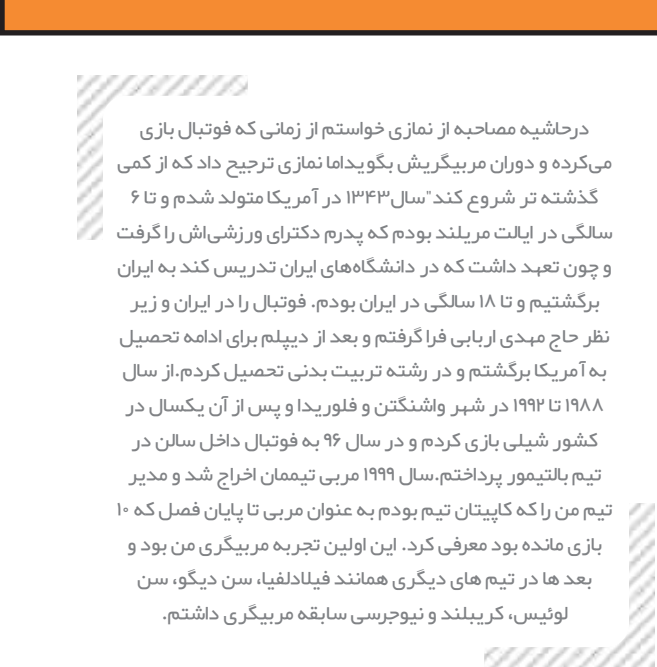 درحاشیه مصاحبه از نمازی خواستم از زمانی که فوتبال بازی
می‌کرده و دوران مربیگریش بگویداما نمازی ترجیح داد که از کمی
گذشته تر شروع کند"سال۱۳۴۳ در آمریکا متولد شدم و تا ۶
سالگی در ایالت مریلند بودم که پدرم دکترای ورزشی‌اش را گرفت
و چون تعهد داشت که در دانشگاه‌های ایران تدریس کند به ایران
برگشتیم و تا ۱۸ سالگی در ایران بودم. فوتبال را در ایران و زیر
نظر حاج مهدی اربابی فرا گرفتم و بعد از دیپلم برای ادامه تحصیل
به آمریکا برگشتم و در رشته تربیت بدنی تحصیل کردم.از سال
۱۹۸۸ تا ۱۹۹۲ در شهر واشنگتن و فلوریدا و پس از آن یکسال در
کشور شیلی بازی کردم و در سال ۹۶ به فوتبال داخل سالن در
تیم بالتیمور پرداختم.سال ۱۹۹۹ مربی تیممان اخراج شد و مدیر
تیم من را که کاپیتان تیم بودم به عنوان مربی تا پایان فصل که ۱۰
بازی مانده بود معرفی کرد. این اولین تجربه مربیگری من بود و
بعد ها در تیم های دیگری همانند فیلادلفیا، سن دیگو، سن
لوئیس، کریبلند و نیوجرسی سابقه مربیگری داشتم.